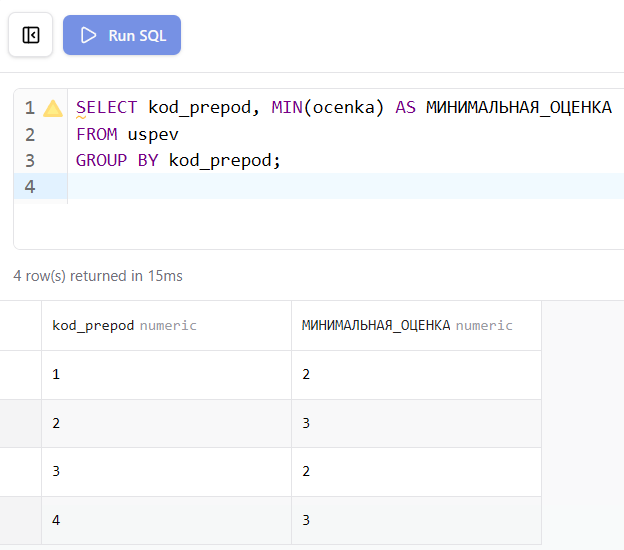 Run SQL
1 SELECT kod_prepod, MIN(ocenka) AS МИНИМАЛЬНАЯ_ОЦЕНКА
2 FROM uspev
3 GROUP BY kod_prepod;
4
4 row(s) returned in 15ms
kod_prepod numeric МИНИМАЛЬНАЯ_ОЦЕНКА numeric
1 2
2 3
3 2
4 3